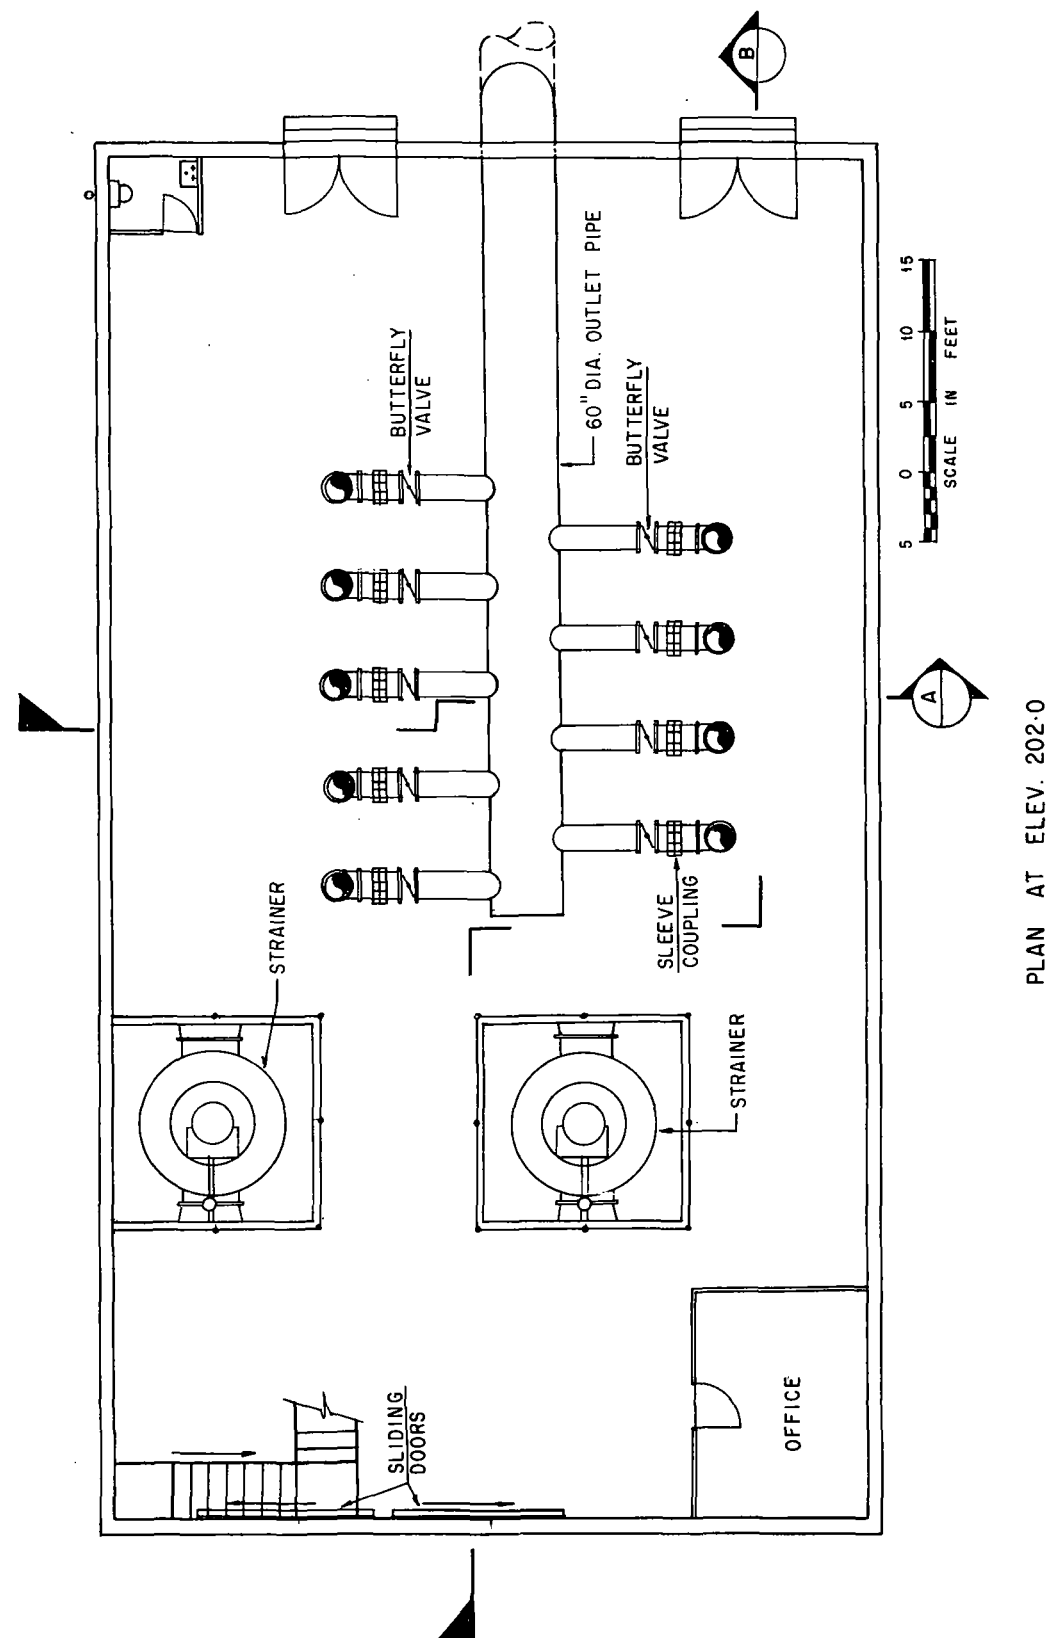 B
BUTTERFLY
VALVE
60" DIA. OUTLET PIPE
BUTTERFLY
VALVE
5 0 5 10 15
SCALE IN FEET
A
STRAINER
SLEEVE
COUPLING
STRAINER
SLIDING
DOORS
OFFICE
PLAN AT ELEV. 202·0